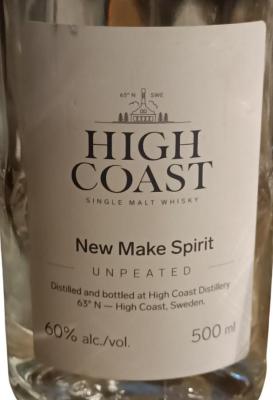 63° N SWE
HIGH
COAST
SINGLE MALT WHISKY
New Make Spirit
UNPEATED
Distilled and bottled at High Coast Distillery
63° N — High Coast, Sweden.
60% alc./vol. 500 ml